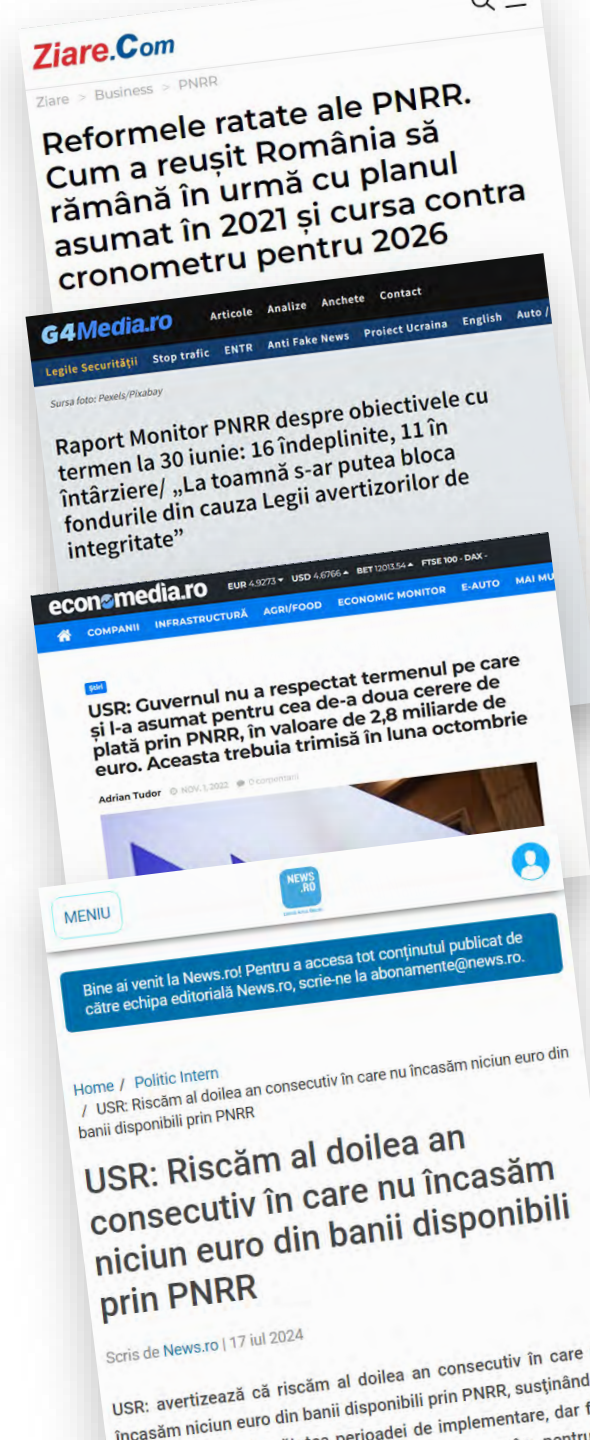 Ziare.Com
Ziare > Business > PNRR
Reformele ratate ale PNRR.
Cum a reușit România să
rămână în urmă cu planul
asumat în 2021 și cursa contra
cronometru pentru 2026
G4Media.ro Articole Analize Anchete Contact
Legile Securității Stop trafic ENTR Anti Fake News Proiect Ucraina English Auto /
Sursa foto: Pexels/Pixabay
Raport Monitor PNRR despre obiectivele cu
termen la 30 iunie: 16 îndeplinite, 11 în
întârziere/ „La toamnă s-ar putea bloca
fondurile din cauza Legii avertizorilor de
integritate”
economedia.ro EUR 4.9273 USD 4.6766 BET 12013.54 FTSE 100 - DAX -
COMPANII INFRASTRUCTURĂ AGRI/FOOD ECONOMIC MONITOR E-AUTO MAI MU
Știri
USR: Guvernul nu a respectat termenul pe care
și l-a asumat pentru cea de-a doua cerere de
plată prin PNRR, în valoare de 2,8 miliarde de
euro. Aceasta trebuia trimisă în luna octombrie
Adrian Tudor NOV. 1, 2022 0 comentarii
MENIU
NEWS
.RO
Bine ai venit la News.ro! Pentru a accesa tot conținutul publicat de
către echipa editorială News.ro, scrie-ne la abonamente@news.ro.
Home / Politic Intern
/ USR: Riscăm al doilea an consecutiv în care nu încasăm niciun euro din
banii disponibili prin PNRR
USR: Riscăm al doilea an
consecutiv în care nu încasăm
niciun euro din banii disponibili
prin PNRR
Scris de News.ro | 17 iul 2024
USR: avertizează că riscăm al doilea an consecutiv în care
încasăm niciun euro din banii disponibili prin PNRR, susţinând
perioadei de implementare, dar f
pentru